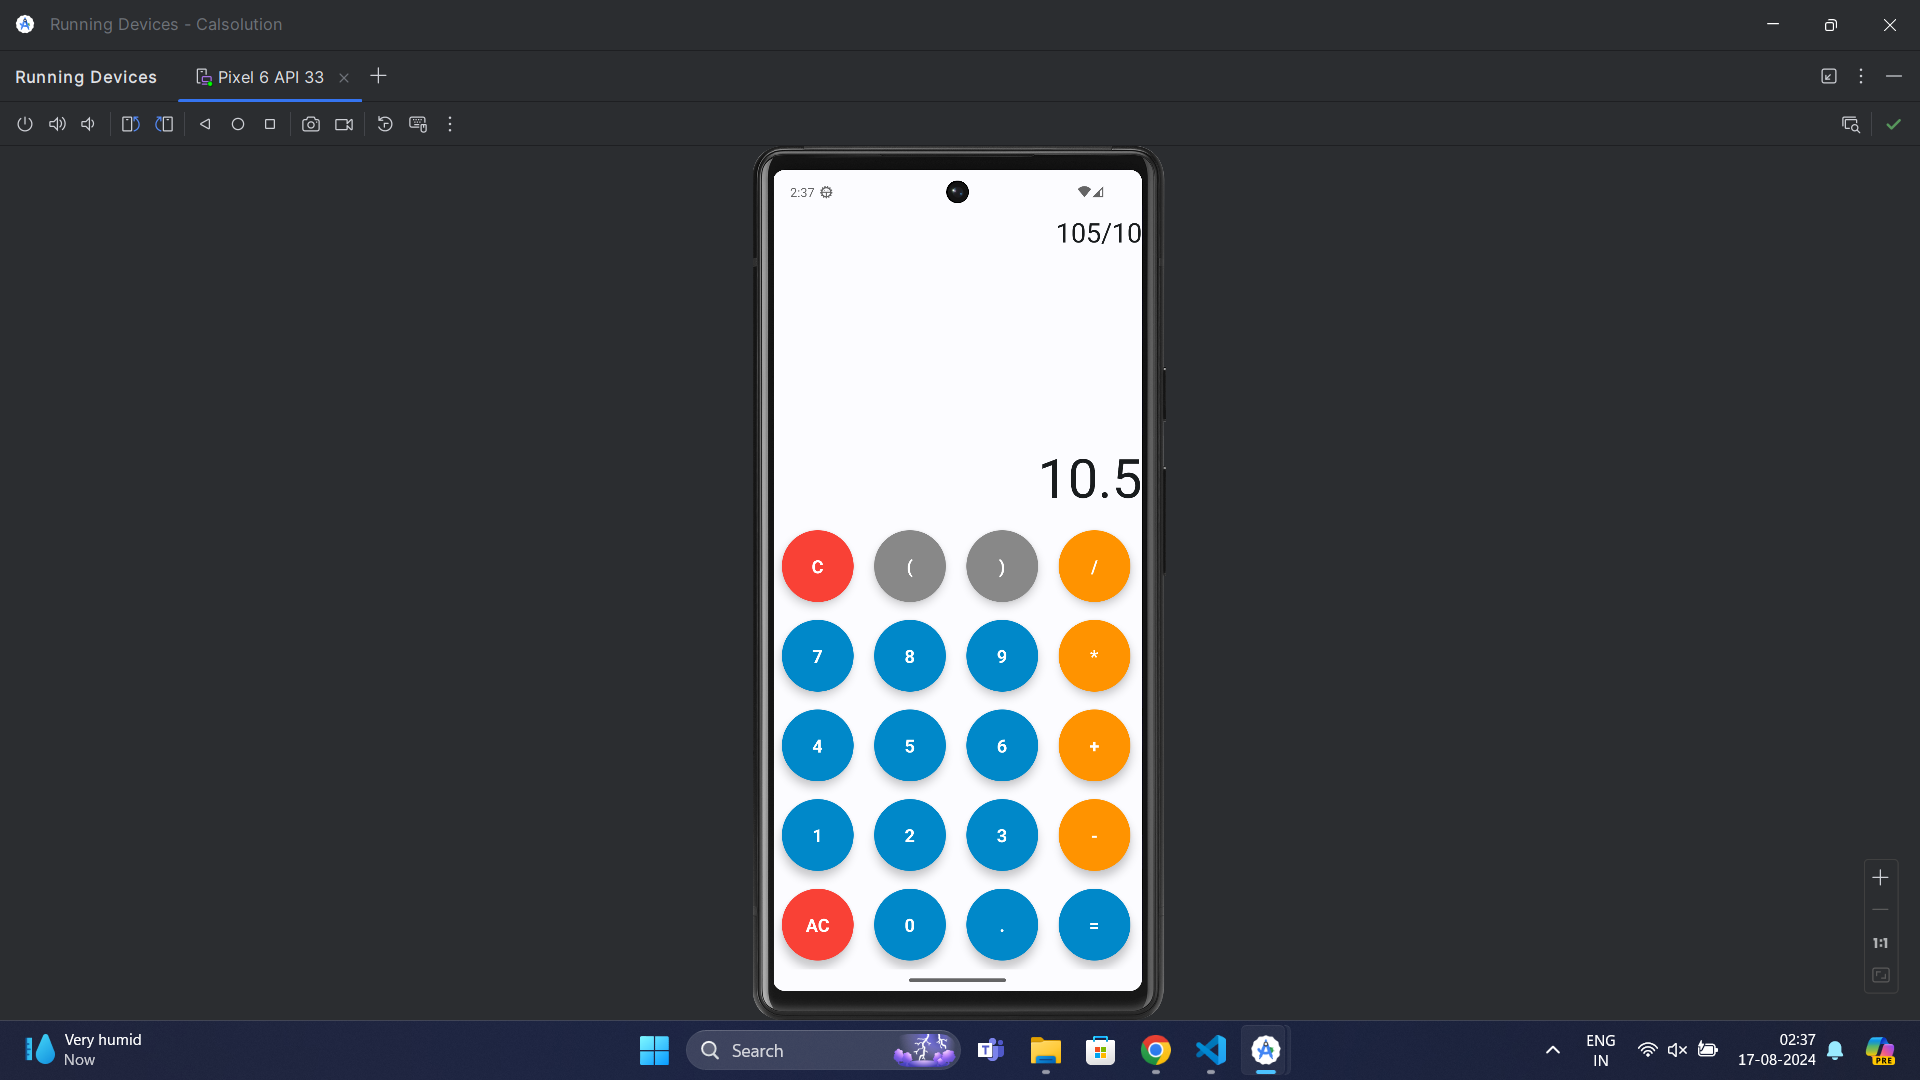 Running Devices - Calsolution
Running Devices
Pixel 6 API 33
2:37
105/10
10.5
C ( ) /
7 8 9 *
4 5 6 +
1 2 3 -
AC 0 . =
1:1
Very humid
Now
Search
T
ENG
IN
02:37
17-08-2024
PRE